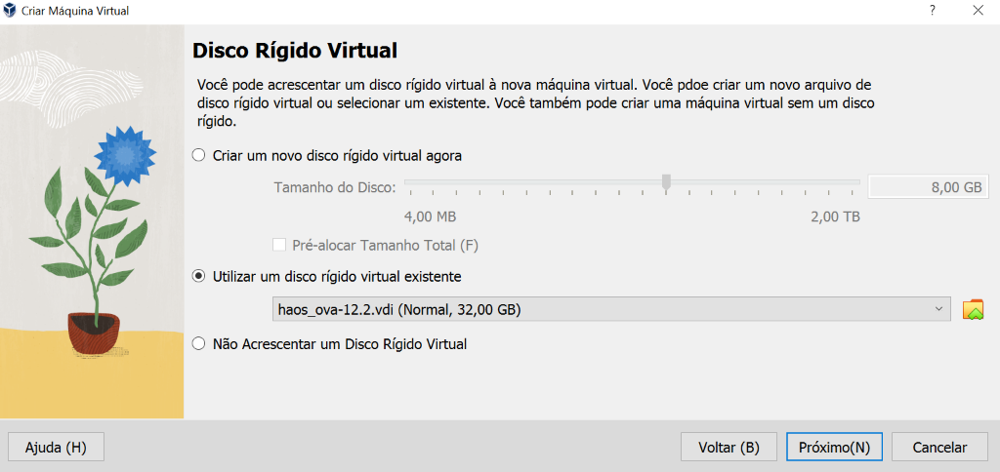 Criar Máquina Virtual
?
Disco Rígido Virtual
Você pode acrescentar um disco rígido virtual à nova máquina virtual. Você pdoe criar um novo arquivo de
disco rígido virtual ou selecionar um existente. Você também pode criar uma máquina virtual sem um disco
rígido.
Criar um novo disco rígido virtual agora
Tamanho do Disco:
8,00 GB
4,00 MB
2,00 TB
Pré-alocar Tamanho Total (F)
Utilizar um disco rígido virtual existente
haos_ova-12.2.vdi (Normal, 32,00 GB)
Não Acrescentar um Disco Rígido Virtual
Ajuda (H)
Voltar (B)
Próximo(N)
Cancelar